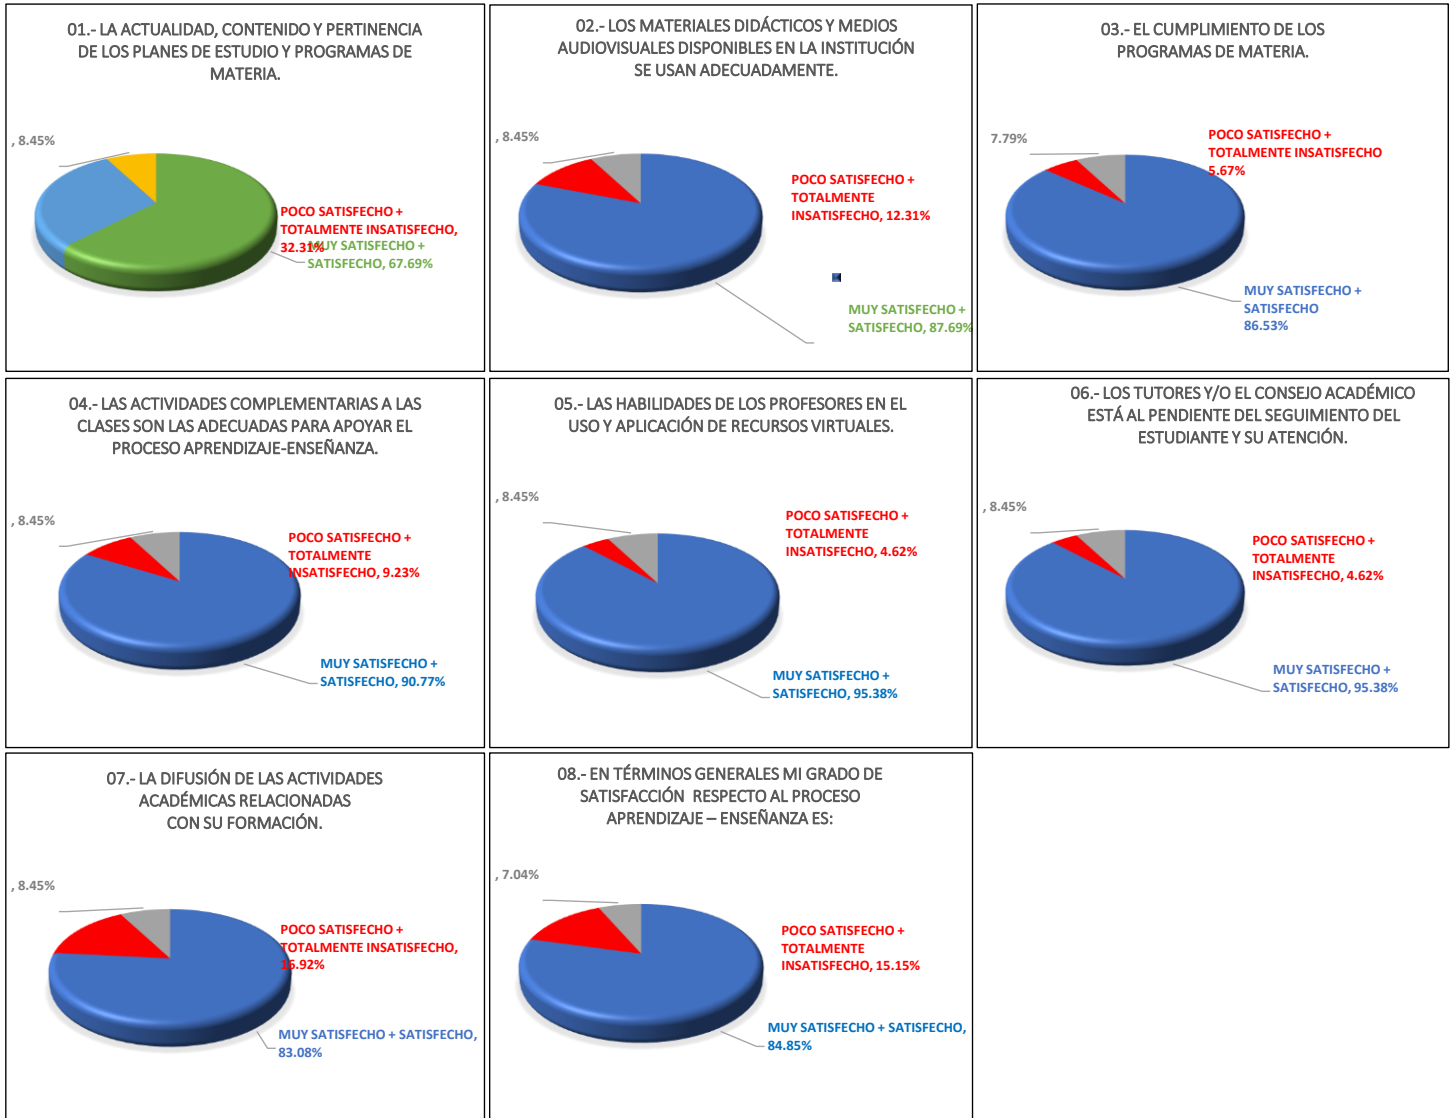 01.- LA ACTUALIDAD, CONTENIDO Y PERTINENCIA
DE LOS PLANES DE ESTUDIO Y PROGRAMAS DE
MATERIA.
, 8.45%
POCO SATISFECHO +
TOTALMENTE INSATISFECHO,
32.31%
MUY SATISFECHO +
SATISFECHO, 67.69%
02.- LOS MATERIALES DIDÁCTICOS Y MEDIOS
AUDIOVISUALES DISPONIBLES EN LA INSTITUCIÓN
SE USAN ADECUADAMENTE.
, 8.45%
POCO SATISFECHO +
TOTALMENTE
INSATISFECHO, 12.31%
MUY SATISFECHO +
SATISFECHO, 87.69%
03.- EL CUMPLIMIENTO DE LOS
PROGRAMAS DE MATERIA.
7.79%
POCO SATISFECHO +
TOTALMENTE INSATISFECHO
5.67%
MUY SATISFECHO +
SATISFECHO
86.53%
04.- LAS ACTIVIDADES COMPLEMENTARIAS A LAS
CLASES SON LAS ADECUADAS PARA APOYAR EL
PROCESO APRENDIZAJE-ENSEÑANZA.
, 8.45%
POCO SATISFECHO +
TOTALMENTE
INSATISFECHO, 9.23%
MUY SATISFECHO +
SATISFECHO, 90.77%
05.- LAS HABILIDADES DE LOS PROFESORES EN EL
USO Y APLICACIÓN DE RECURSOS VIRTUALES.
, 8.45%
POCO SATISFECHO +
TOTALMENTE
INSATISFECHO, 4.62%
MUY SATISFECHO +
SATISFECHO, 95.38%
06.- LOS TUTORES Y/O EL CONSEJO ACADÉMICO
ESTÁ AL PENDIENTE DEL SEGUIMIENTO DEL
ESTUDIANTE Y SU ATENCIÓN.
, 8.45%
POCO SATISFECHO +
TOTALMENTE
INSATISFECHO, 4.62%
MUY SATISFECHO +
SATISFECHO, 95.38%
07.- LA DIFUSIÓN DE LAS ACTIVIDADES
ACADÉMICAS RELACIONADAS
CON SU FORMACIÓN.
, 8.45%
POCO SATISFECHO +
TOTALMENTE INSATISFECHO,
16.92%
MUY SATISFECHO + SATISFECHO,
83.08%
08.- EN TÉRMINOS GENERALES MI GRADO DE
SATISFACCIÓN RESPECTO AL PROCESO
APRENDIZAJE – ENSEÑANZA ES:
, 7.04%
POCO SATISFECHO +
TOTALMENTE
INSATISFECHO, 15.15%
MUY SATISFECHO + SATISFECHO,
84.85%